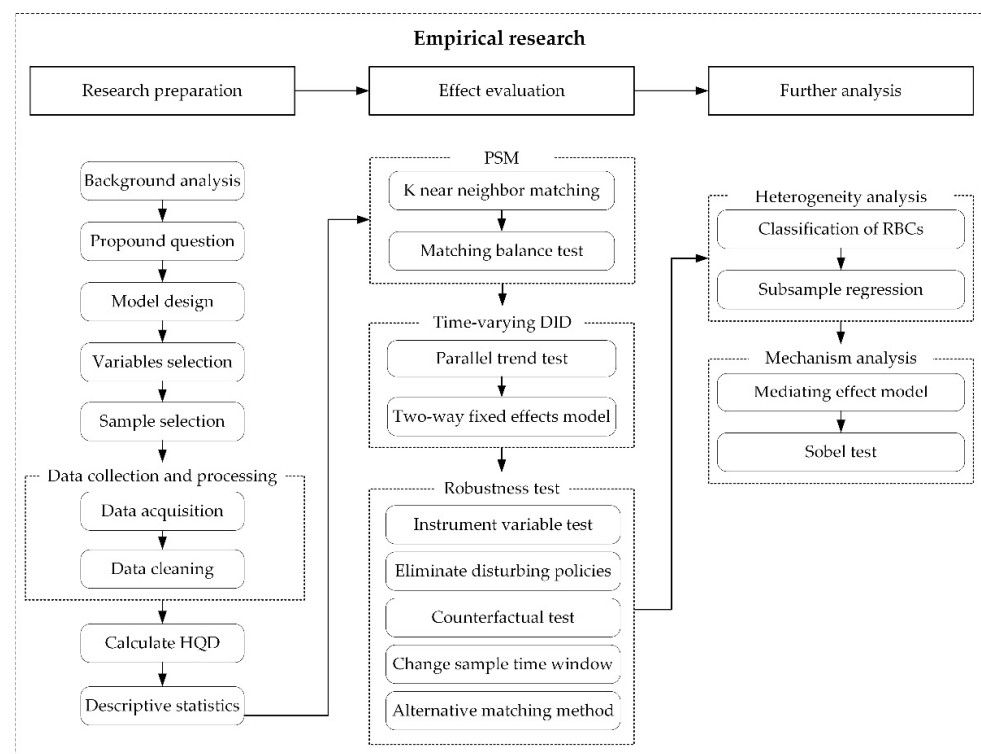 Empirical research
Research preparation
Effect evaluation
Further analysis
Background analysis
Propound question
Model design
Variables selection
Sample selection
Data collection and processing
Data acquisition
Data cleaning
Calculate HQD
Descriptive statistics
PSM
K near neighbor matching
Matching balance test
Time-varying DID
Parallel trend test
Two-way fixed effects model
Robustness test
Instrument variable test
Eliminate disturbing policies
Counterfactual test
Change sample time window
Alternative matching method
Heterogeneity analysis
Classification of RBCs
Subsample regression
Mechanism analysis
Mediating effect model
Sobel test